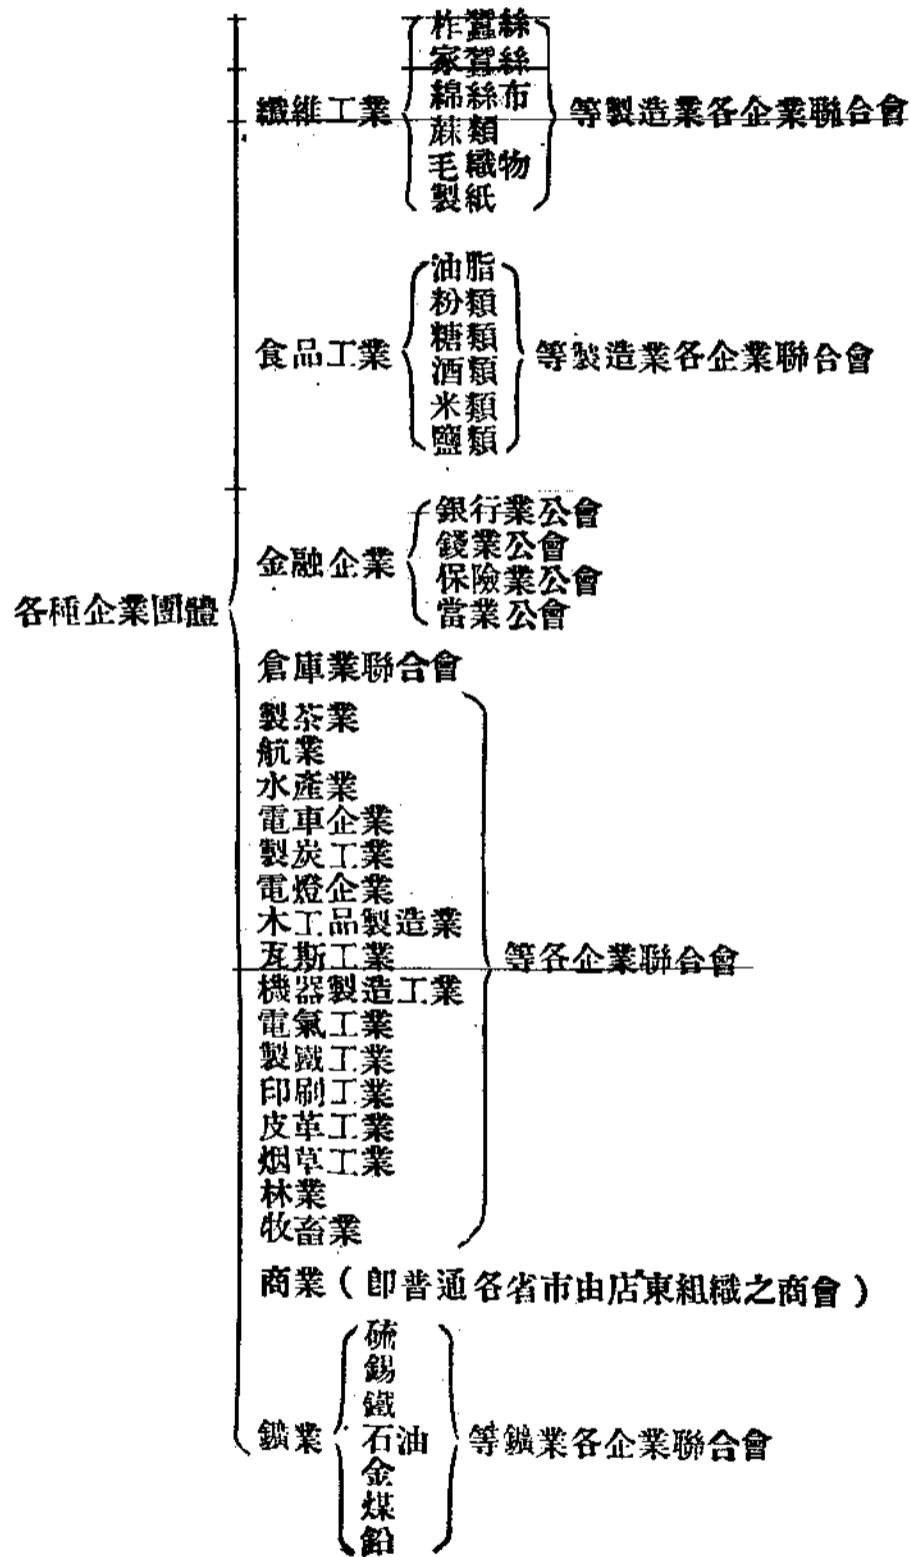 各種企業團體
纖維工業
柞蠶絲
家蠶絲
綿絲布
蔴類
毛織物
製紙
等製造業各企業聯合會
食品工業
油脂
粉類
糖類
酒類
米類
鹽類
等製造業各企業聯合會
金融企業
銀行業公會
錢業公會
保險業公會
當業公會
倉庫業聯合會
製茶業
航業
水產業
電車企業
製炭工業
電燈企業
木工品製造業
瓦斯工業
機器製造工業
電氣工業
製鐵工業
印刷工業
皮革工業
烟草工業
林業
牧畜業
等各企業聯合會
商業（卽普通各省市由店東組織之商會）
鑛業
硫
錫
鐵
石油
金
煤
鉛
等鑛業各企業聯合會